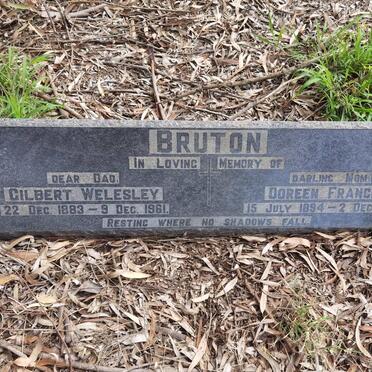 BRUTON
IN LOVING MEMORY OF
DEAR DAD DARLING MOM
GILBERT WELESLEY DOREEN FRANC
22 DEC. 1883 - 9 DEC. 1961. 15 JULY 1894 - 2 DEC
RESTING WHERE NO SHADOWS FALL.